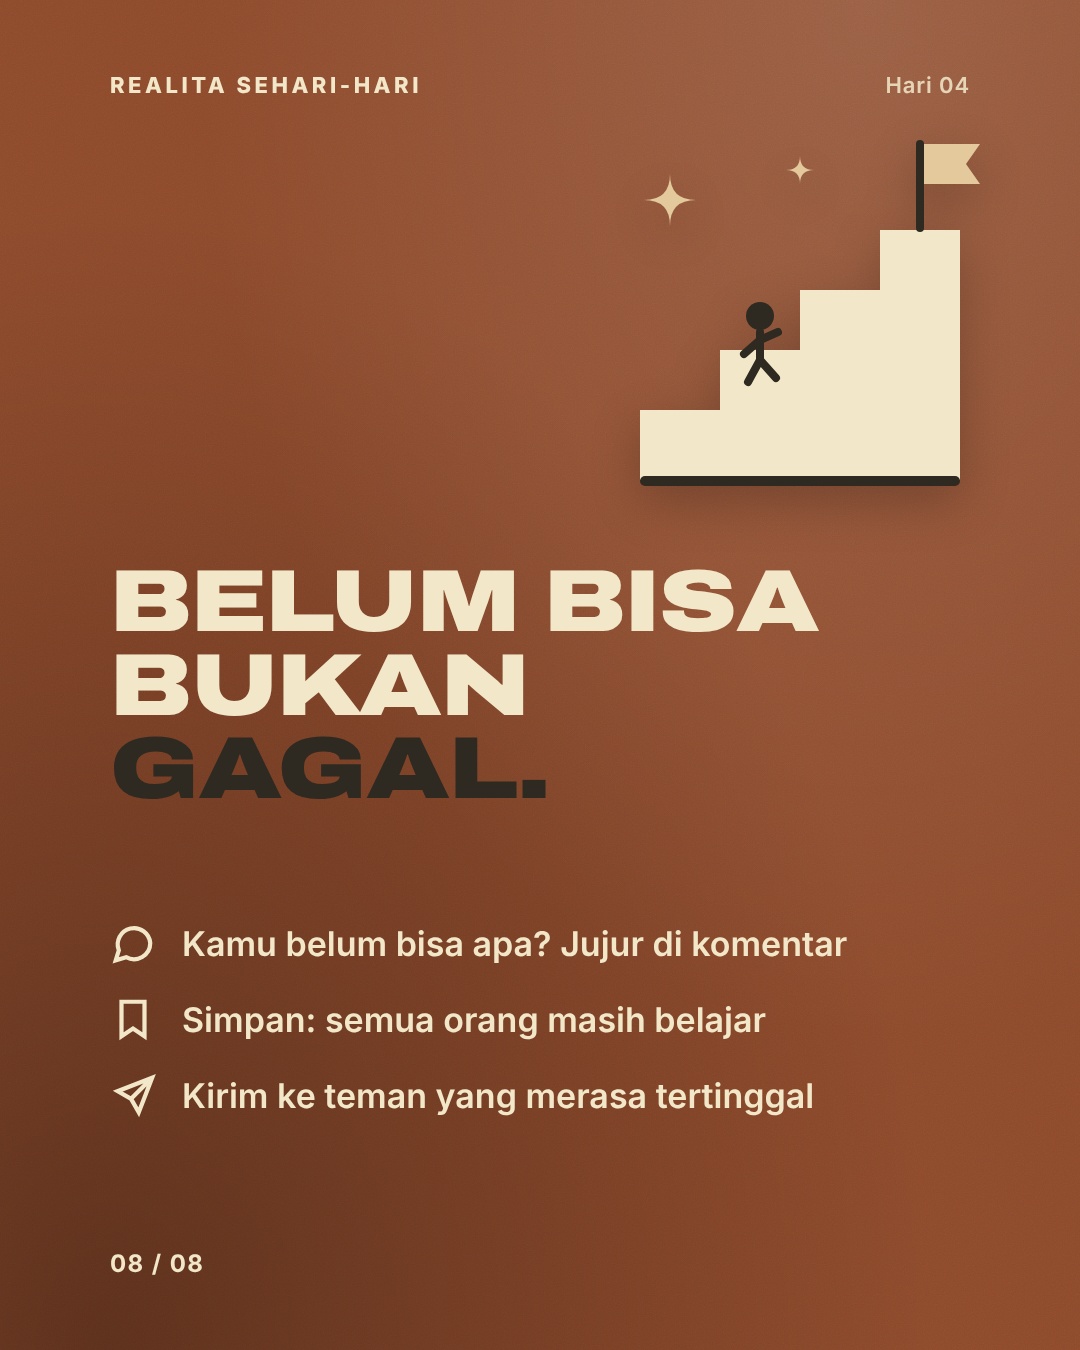 REALITA SEHARI-HARI
Hari 04
BELUM BISA
BUKAN
GAGAL.
Kamu belum bisa apa? Jujur di komentar
Simpan: semua orang masih belajar
Kirim ke teman yang merasa tertinggal
08 / 08